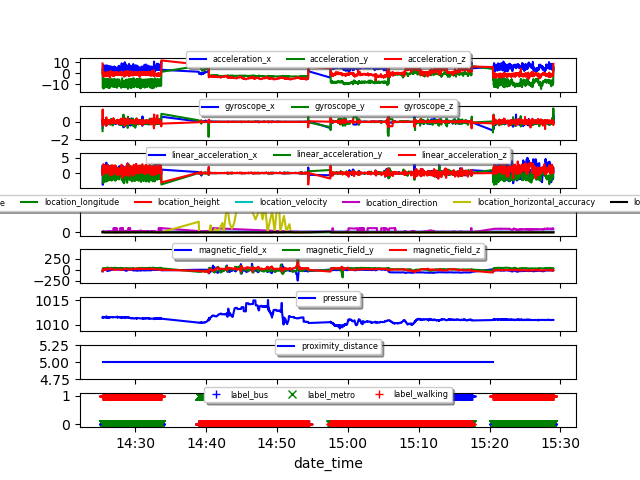 acceleration_x acceleration_y acceleration_z
10
0
−10
gyroscope_x gyroscope_y gyroscope_z
0
−2
linear_acceleration_x linear_acceleration_y linear_acceleration_z
5
0
location_longitude location_height location_velocity location_direction location_horizontal_accuracy
0
magnetic_field_x magnetic_field_y magnetic_field_z
250
0
−250
pressure
1015
1010
proximity_distance
5.25
5.00
4.75
label_bus label_metro label_walking
1
0
14:30 14:40 14:50 15:00 15:10 15:20 15:30
date_time